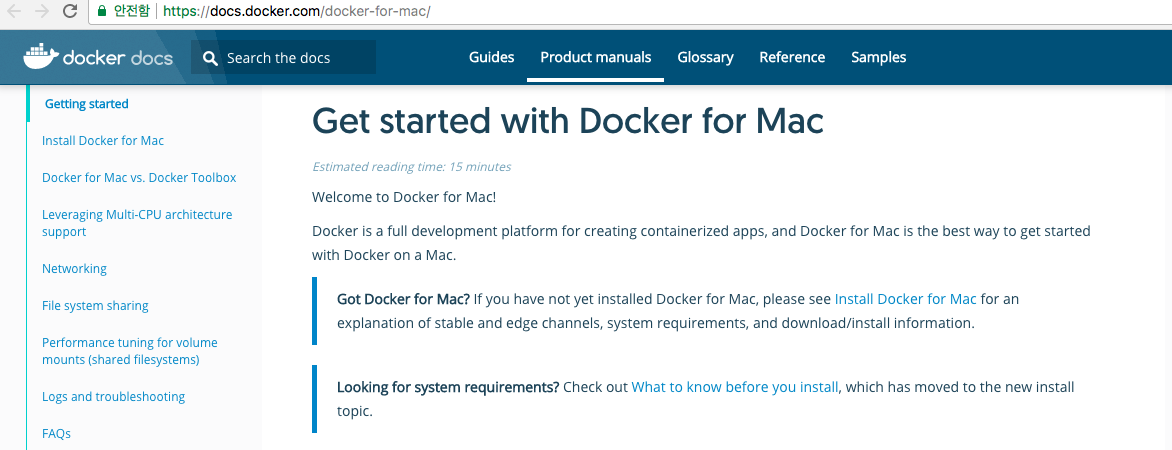 안전함 https://docs.docker.com/docker-for-mac/
docker docs
Search the docs
Guides Product manuals Glossary Reference Samples
Getting started
Install Docker for Mac
Docker for Mac vs. Docker Toolbox
Leveraging Multi-CPU architecture
support
Networking
File system sharing
Performance tuning for volume
mounts (shared filesystems)
Logs and troubleshooting
FAQs
Get started with Docker for Mac
Estimated reading time: 15 minutes
Welcome to Docker for Mac!
Docker is a full development platform for creating containerized apps, and Docker for Mac is the best way to get started
with Docker on a Mac.
Got Docker for Mac? If you have not yet installed Docker for Mac, please see Install Docker for Mac for an
explanation of stable and edge channels, system requirements, and download/install information.
Looking for system requirements? Check out What to know before you install, which has moved to the new install
topic.